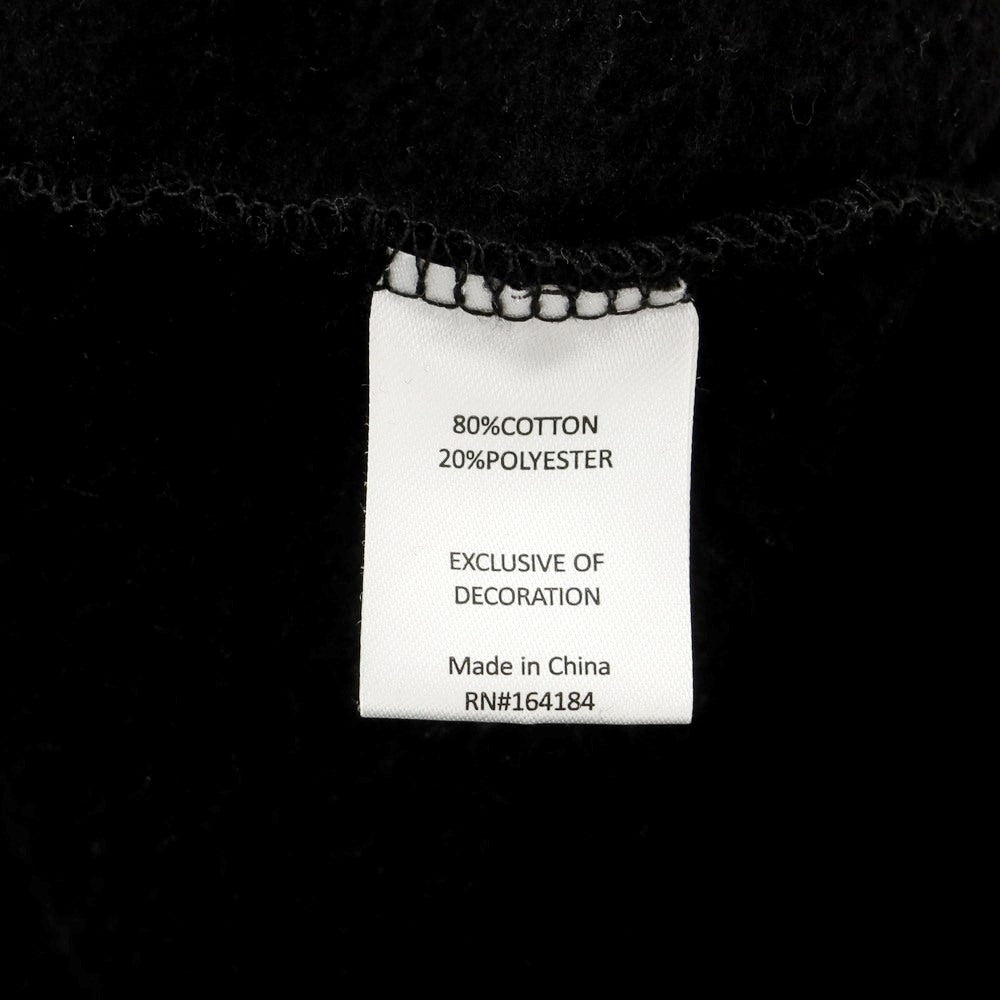 80%COTTON
20%POLYESTER
EXCLUSIVE OF
DECORATION
Made in China
RN#164184